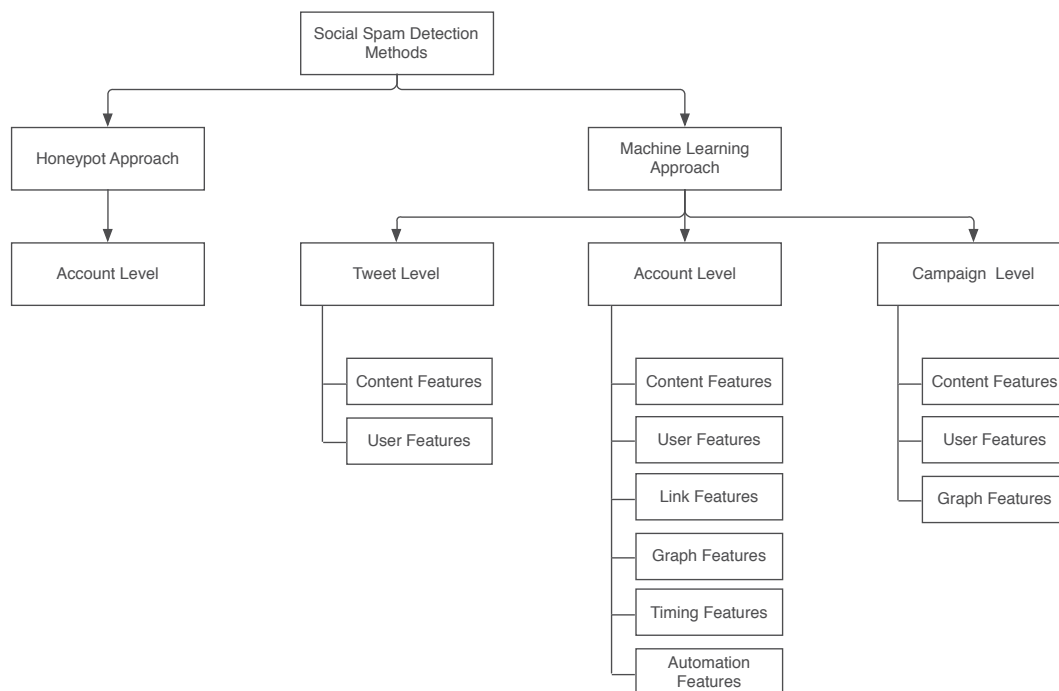 Social Spam Detection
Methods
Honeypot Approach
Machine Learning
Approach
Account Level
Tweet Level
Account Level
Campaign Level
Content Features
User Features
Content Features
User Features
Link Features
Graph Features
Timing Features
Automation
Features
Content Features
User Features
Graph Features